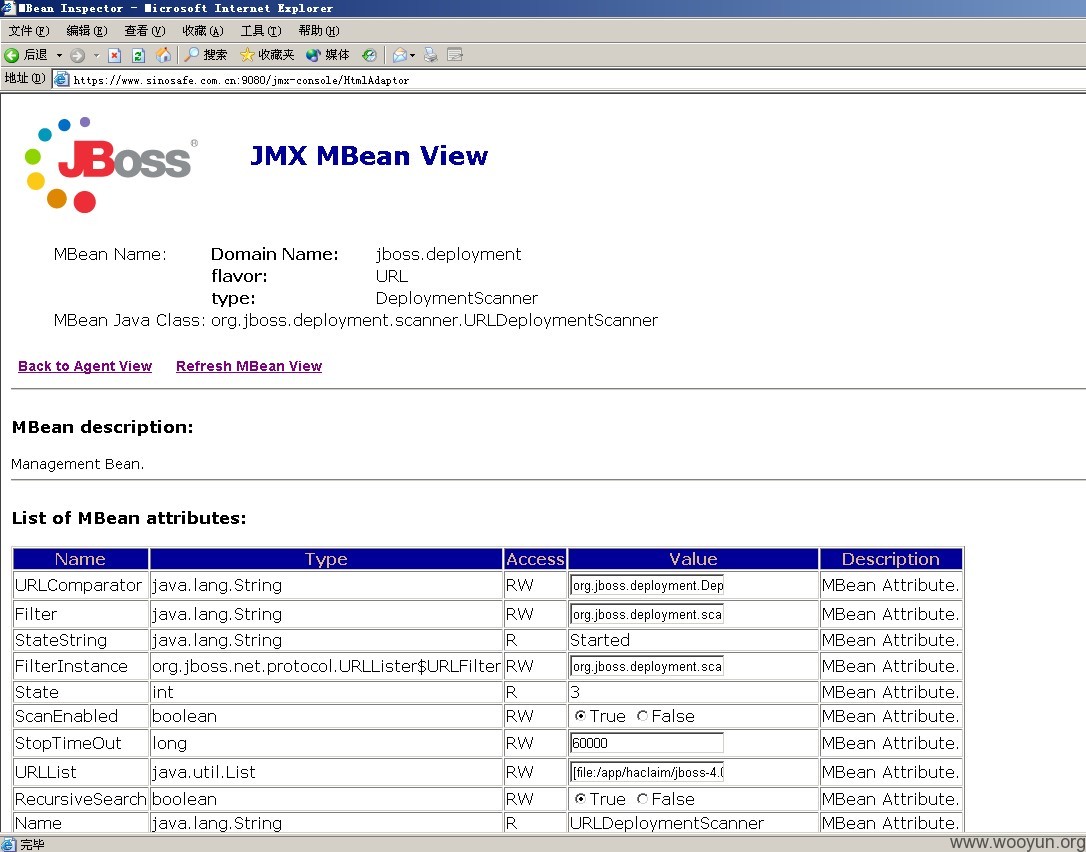 MBean Inspector - Microsoft Internet Explorer
文件(F) 编辑(E) 查看(V) 收藏(A) 工具(T) 帮助(H)
后退 搜索 收藏夹 媒体
地址(D) https://www.sinosafe.com.cn:9080/jmx-console/HtmlAdaptor
JBoss® JMX MBean View
MBean Name: Domain Name: jboss.deployment
flavor: URL
type: DeploymentScanner
MBean Java Class: org.jboss.deployment.scanner.URLDeploymentScanner
Back to Agent View Refresh MBean View
MBean description:
Management Bean.
List of MBean attributes:
Name Type Access Value Description
URLComparator java.lang.String RW org.jboss.deployment.Dep MBean Attribute.
Filter java.lang.String RW org.jboss.deployment.sca MBean Attribute.
StateString java.lang.String R Started MBean Attribute.
FilterInstance org.jboss.net.protocol.URLLister$URLFilter RW org.jboss.deployment.sca MBean Attribute.
State int R 3 MBean Attribute.
ScanEnabled boolean RW True False MBean Attribute.
StopTimeOut long RW 60000 MBean Attribute.
URLList java.util.List RW [file:/app/haclaim/jboss-4.0 MBean Attribute.
RecursiveSearch boolean RW True False MBean Attribute.
Name java.lang.String R URLDeploymentScanner MBean Attribute.
完毕
www.wooyun.org